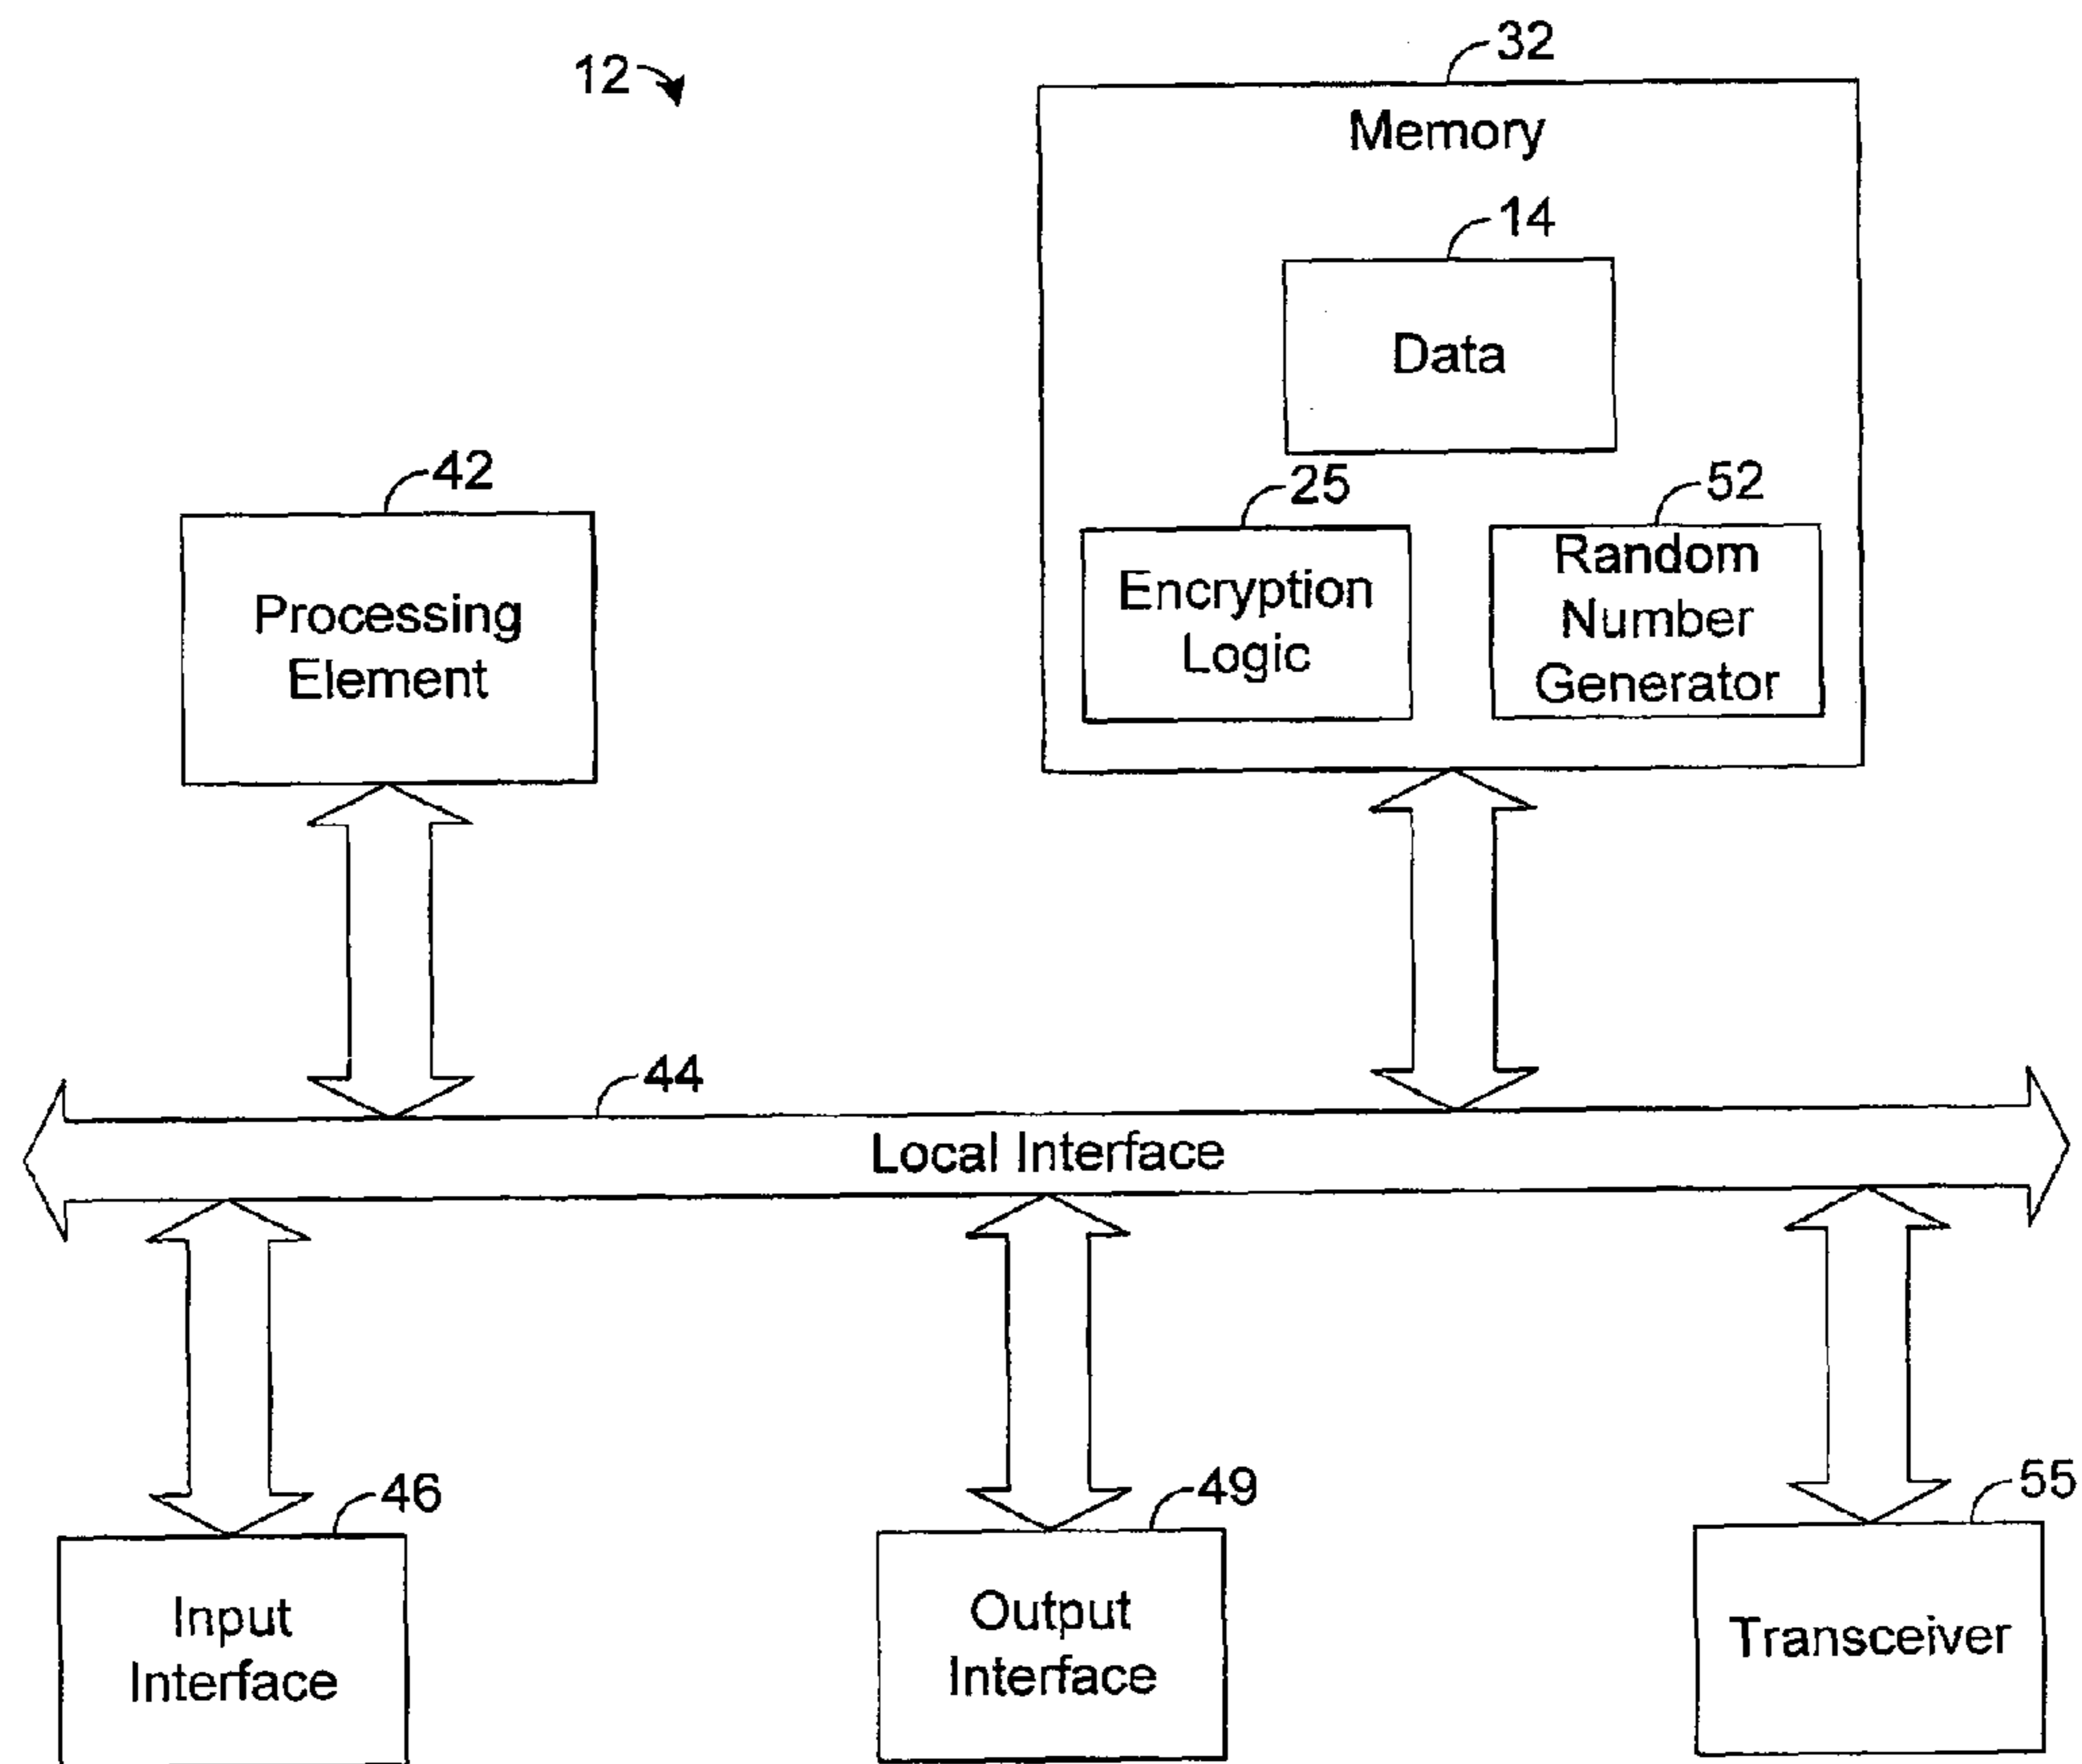 12
32
Memory
14
Data
42
25
52
Processing
Element
Encryption
Logic
Random
Number
Generator
44
Local Interface
46
49
55
Input
Interface
Output
Interface
Transceiver